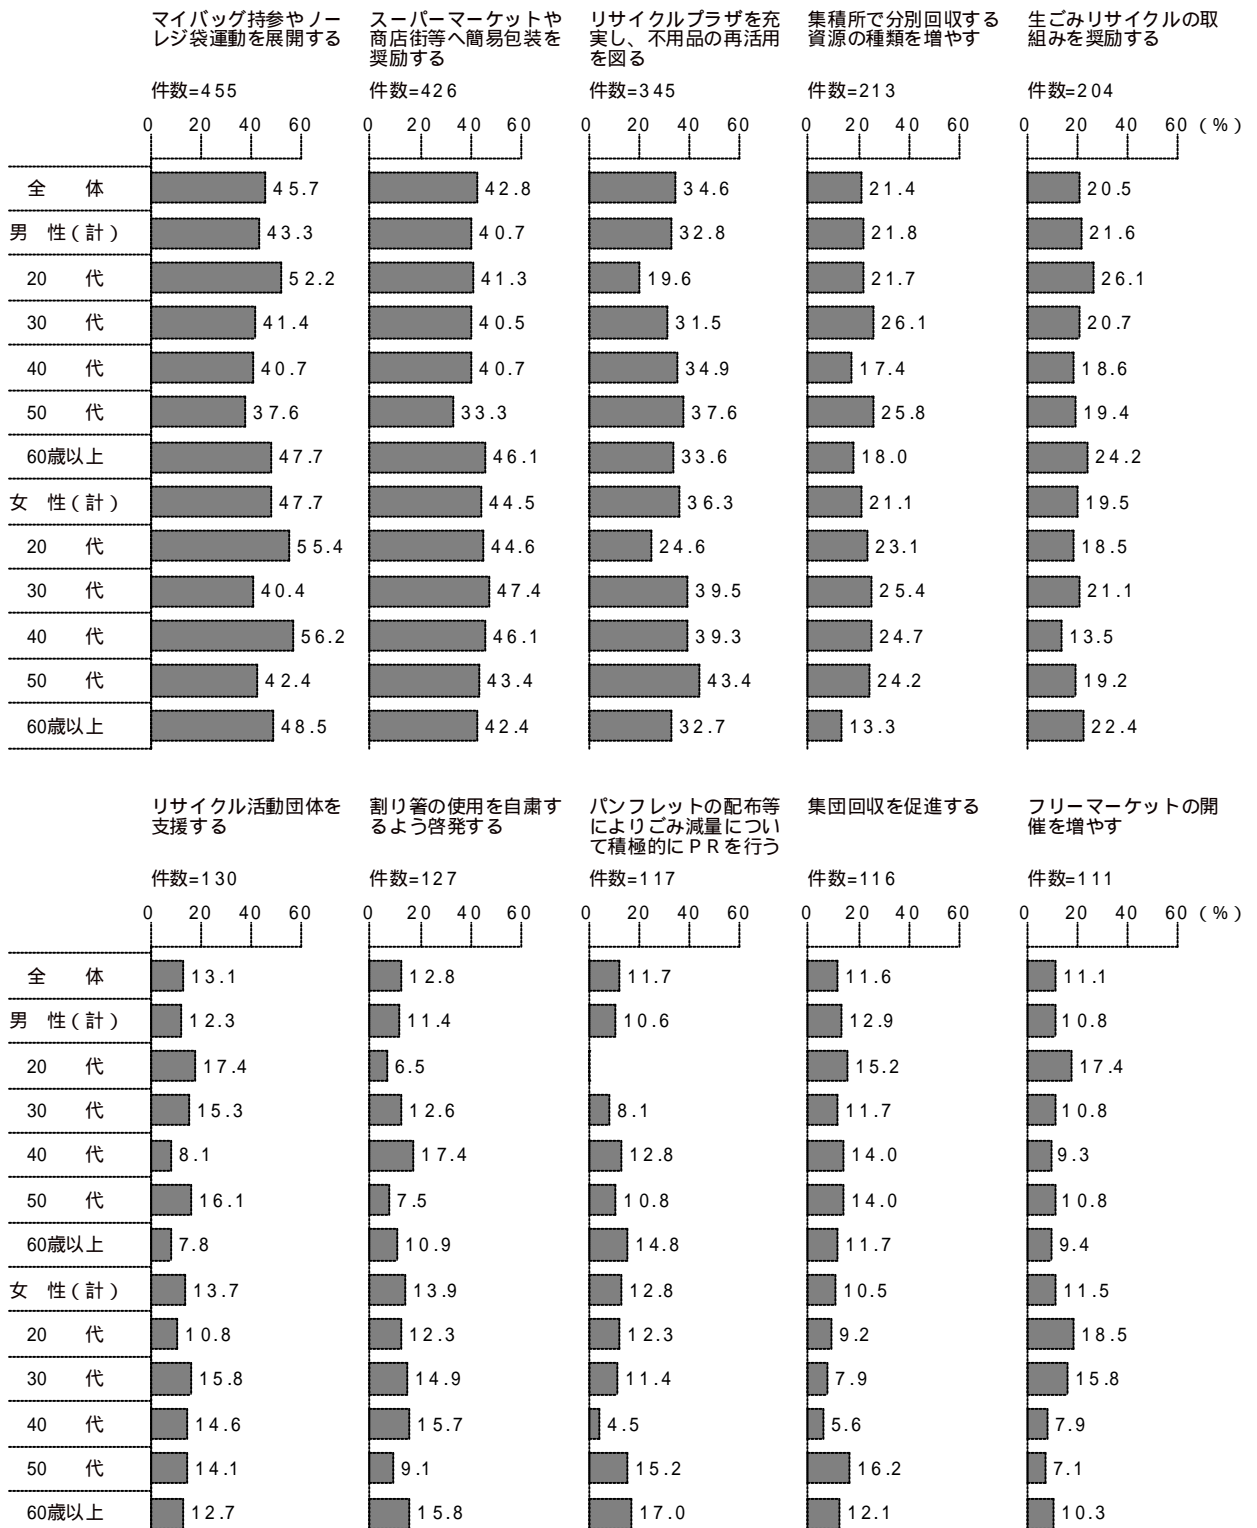 マイバッグ持参やノー
レジ袋運動を展開する
スーパーマーケットや
商店街等へ簡易包装を
奨励する
リサイクルプラザを充
実し、不用品の再活用
を図る
集積所で分別回収する
資源の種類を増やす
生ごみリサイクルの取
組みを奨励する
件数=455 件数=426 件数=345 件数=213 件数=204
0 20 40 60 0 20 40 60 0 20 40 60 0 20 40 60 0 20 40 60 (%)
全 体 45.7 42.8 34.6 21.4 20.5
男 性(計) 43.3 40.7 32.8 21.8 21.6
20 代 52.2 41.3 19.6 21.7 26.1
30 代 41.4 40.5 31.5 26.1 20.7
40 代 40.7 40.7 34.9 17.4 18.6
50 代 37.6 33.3 37.6 25.8 19.4
60歳以上 47.7 46.1 33.6 18.0 24.2
女 性(計) 47.7 44.5 36.3 21.1 19.5
20 代 55.4 44.6 24.6 23.1 18.5
30 代 40.4 47.4 39.5 25.4 21.1
40 代 56.2 46.1 39.3 24.7 13.5
50 代 42.4 43.4 43.4 24.2 19.2
60歳以上 48.5 42.4 32.7 13.3 22.4
リサイクル活動団体を
支援する
割り箸の使用を自粛す
るよう啓発する
パンフレットの配布等
によりごみ減量につい
て積極的にPRを行う
集団回収を促進する
フリーマーケットの開
催を増やす
件数=130 件数=127 件数=117 件数=116 件数=111
0 20 40 60 0 20 40 60 0 20 40 60 0 20 40 60 0 20 40 60 (%)
全 体 13.1 12.8 11.7 11.6 11.1
男 性(計) 12.3 11.4 10.6 12.9 10.8
20 代 17.4 6.5 15.2 17.4
30 代 15.3 12.6 8.1 11.7 10.8
40 代 8.1 17.4 12.8 14.0 9.3
50 代 16.1 7.5 10.8 14.0 10.8
60歳以上 7.8 10.9 14.8 11.7 9.4
女 性(計) 13.7 13.9 12.8 10.5 11.5
20 代 10.8 12.3 12.3 9.2 18.5
30 代 15.8 14.9 11.4 7.9 15.8
40 代 14.6 15.7 4.5 5.6 7.9
50 代 14.1 9.1 15.2 16.2 7.1
60歳以上 12.7 15.8 17.0 12.1 10.3